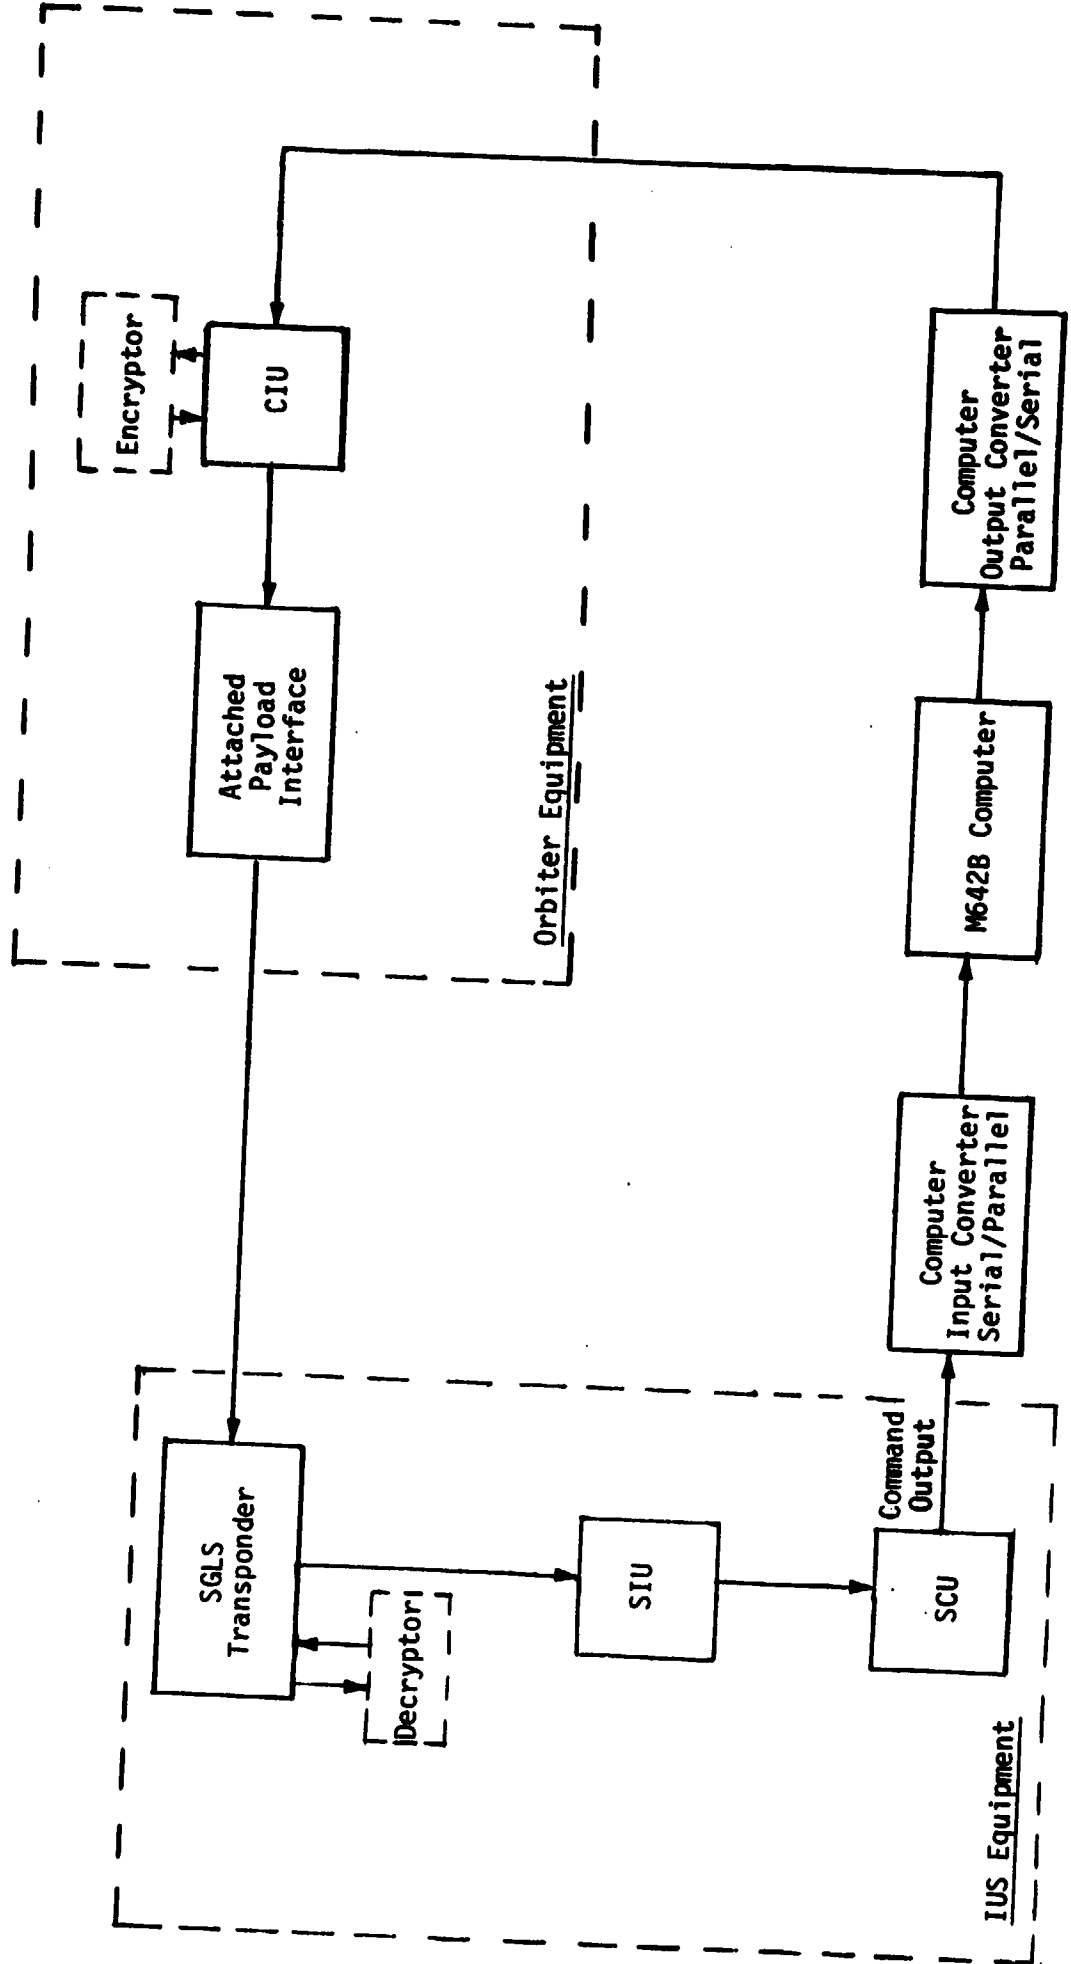 Encryptor
CIU
Attached
Payload
Interface
Orbiter Equipment
SGLS
Transponder
Decryptor
SIU
SCU
Command
Output
IUS Equipment
Computer
Input Converter
Serial/Parallel
M642B Computer
Computer
Output Converter
Parallel/Serial